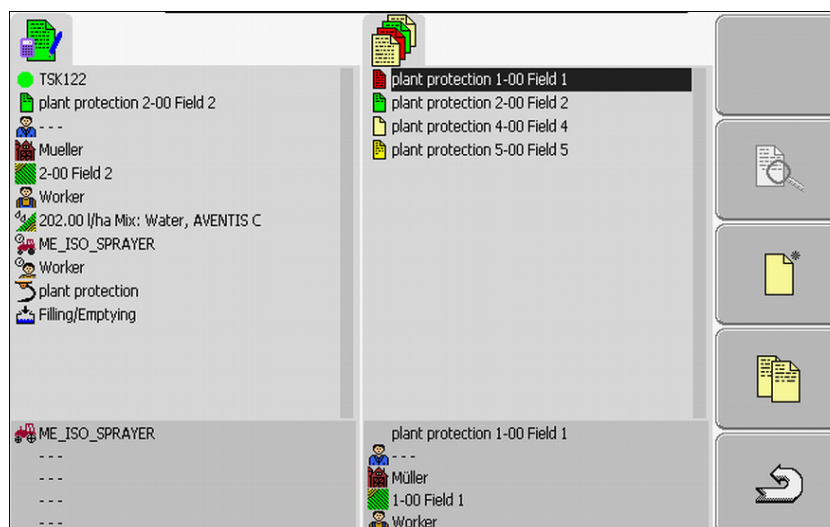 TSK122
plant protection 2-00 Field 2
---
Mueller
2-00 Field 2
Worker
202.00 l/ha Mix: Water, AVENTIS C
ME_ISO_SPRAYER
Worker
plant protection
Filling/Emptying
ME_ISO_SPRAYER
---
---
---
---
plant protection 1-00 Field 1
plant protection 2-00 Field 2
plant protection 4-00 Field 4
plant protection 5-00 Field 5
plant protection 1-00 Field 1
---
Müller
1-00 Field 1
Worker